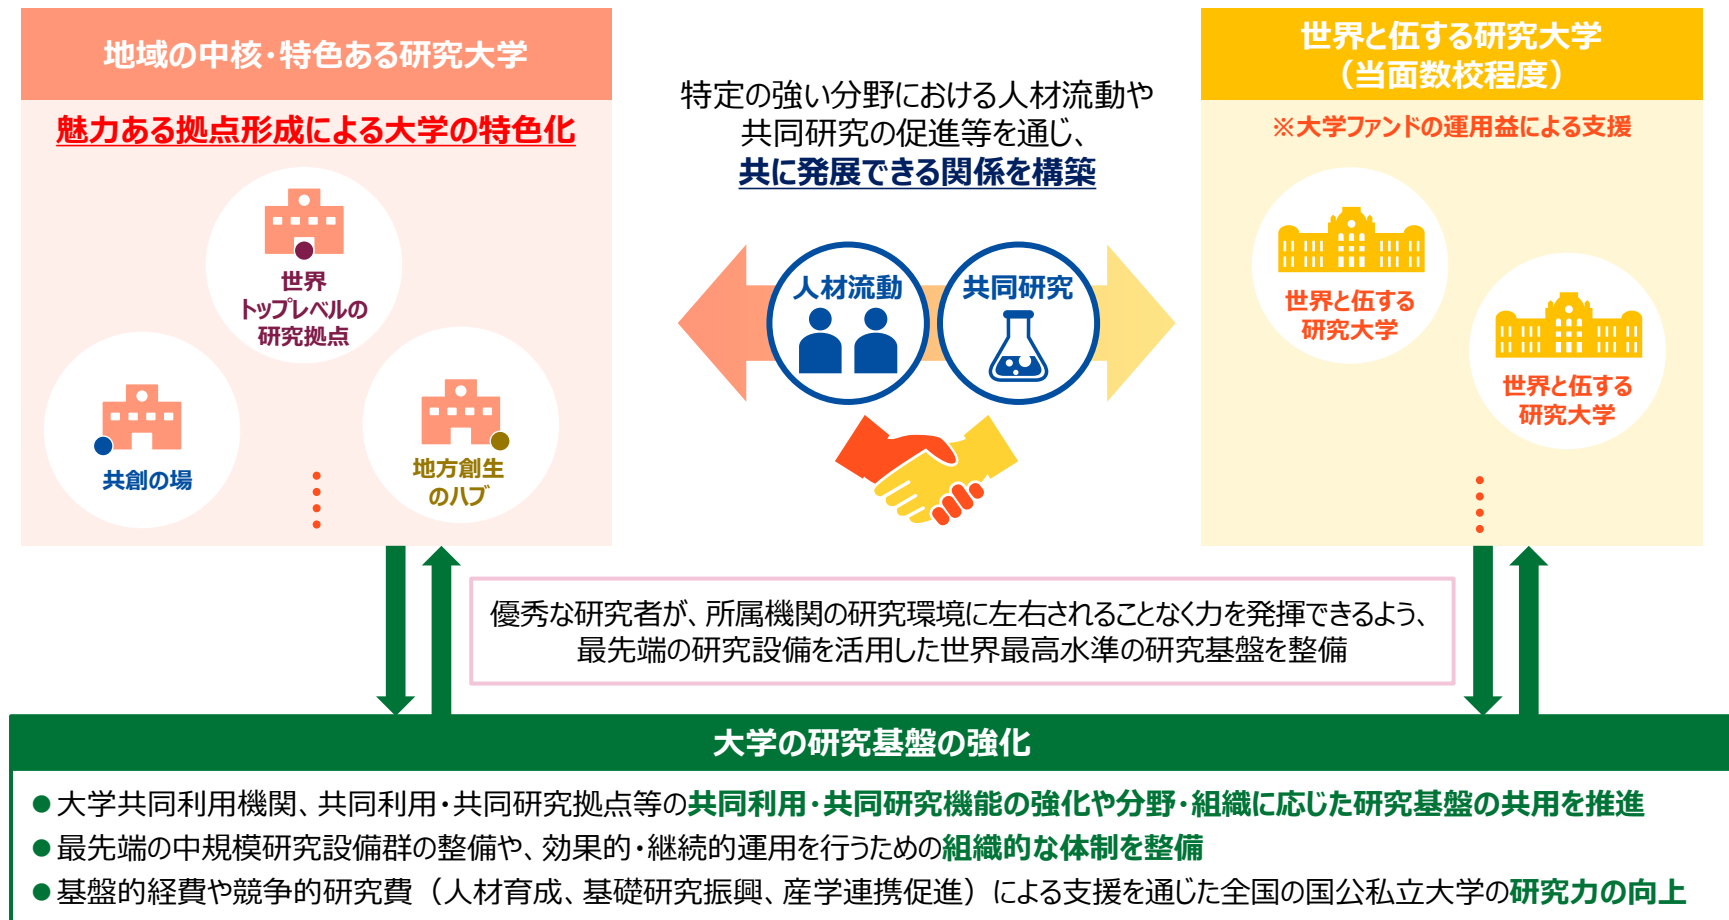 地域の中核・特色ある研究大学
魅力ある拠点形成による大学の特色化
世界
トップレベルの
研究拠点
共創の場
地方創生
のハブ
特定の強い分野における人材流動や
共同研究の促進等を通じ、
共に発展できる関係を構築
人材流動
共同研究
世界と伍する研究大学
（当面数校程度）
※大学ファンドの運用益による支援
世界と伍する
研究大学
世界と伍する
研究大学
優秀な研究者が、所属機関の研究環境に左右されることなく力を発揮できるよう、
最先端の研究設備を活用した世界最高水準の研究基盤を整備
大学の研究基盤の強化
●大学共同利用機関、共同利用・共同研究拠点等の共同利用・共同研究機能の強化や分野・組織に応じた研究基盤の共用を推進
●最先端の中規模研究設備群の整備や、効果的・継続的運用を行うための組織的な体制を整備
●基盤的経費や競争的研究費（人材育成、基礎研究振興、産学連携促進）による支援を通じた全国の国公私立大学の研究力の向上